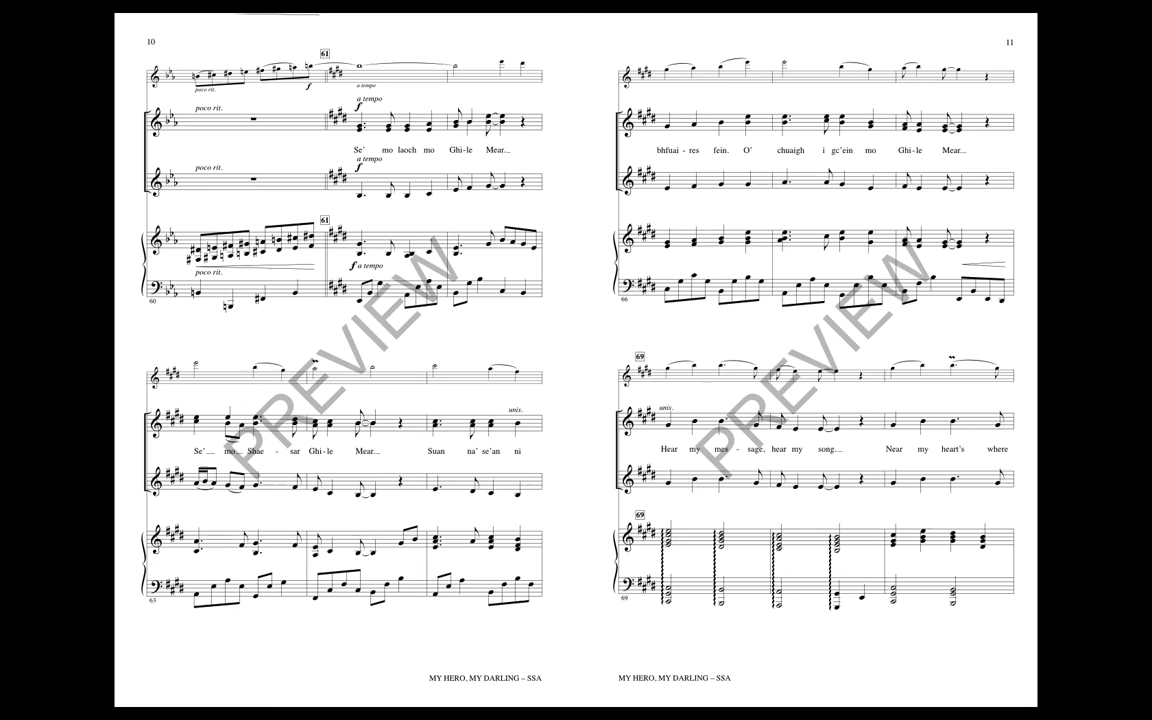 10
61
poco rit.
f
a tempo
poco rit.
a tempo
f
Se' mo laoch mo Ghi-le Mear...
poco rit.
a tempo
f
61
poco rit.
f a tempo
60
unis.
Se'... mo... Shae - sar Ghi-le Mear... Suan na' se'an ni
63
MY HERO, MY DARLING – SSA
11
bhfuai - res fein. O' chuaigh i gc'ein mo Ghi-le Mear...
66
69
unis.
Hear my mes - sage, hear my song... Near my heart's where
69
69
MY HERO, MY DARLING – SSA
PREVIEW
PREVIEW